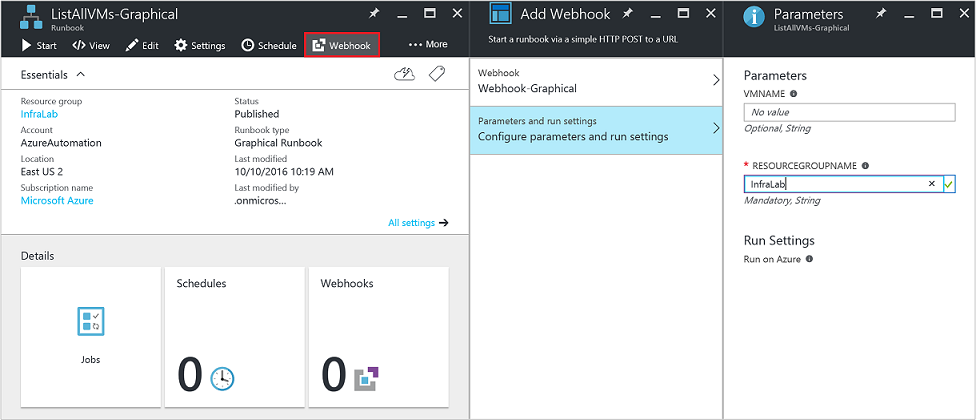 ListAllVMs-Graphical
Runbook
Start
View
Edit
Settings
Schedule
Webhook
More
Essentials
Resource group
InfraLab
Account
AzureAutomation
Location
East US 2
Subscription name
Microsoft Azure
Status
Published
Runbook type
Graphical Runbook
Last modified
10/10/2016 10:19 AM
Last modified by
.onmicros...
All settings
Details
Jobs
Schedules
0
Webhooks
0
Add Webhook
Start a runbook via a simple HTTP POST to a URL
Webhook
Webhook-Graphical
Parameters and run settings
Configure parameters and run settings
Parameters
ListAllVMs-Graphical
Parameters
VMNAME
No value
Optional, String
* RESOURCEGROUPNAME
InfraLab
Mandatory, String
Run Settings
Run on Azure